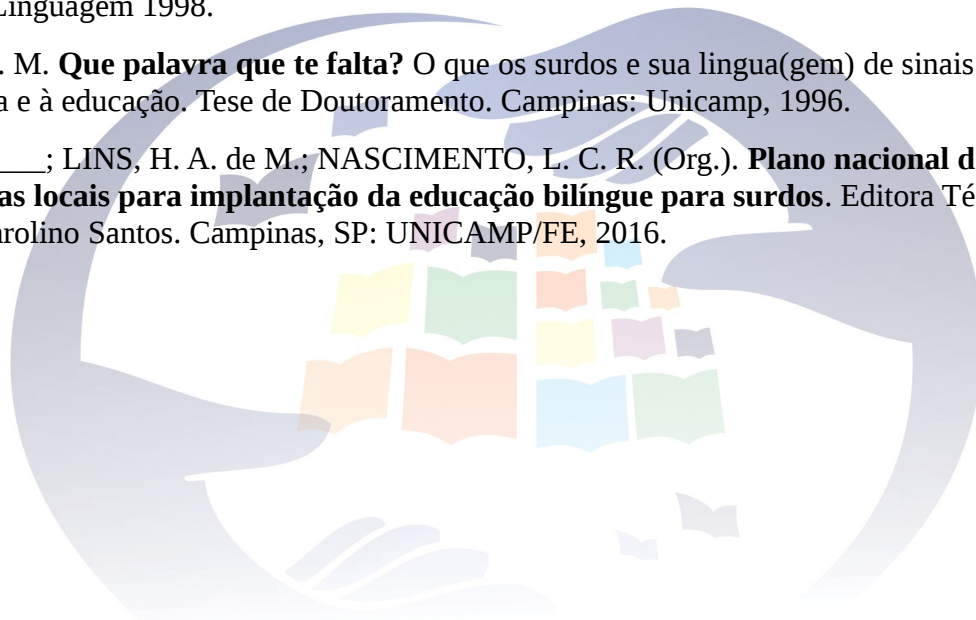 Linguagem 1998.
. M. Que palavra que te falta? O que os surdos e sua lingua(gem) de sinais
a e à educação. Tese de Doutoramento. Campinas: Unicamp, 1996.
___; LINS, H. A. de M.; NASCIMENTO, L. C. R. (Org.). Plano nacional d
as locais para implantação da educação bilíngue para surdos. Editora Té
arolino Santos. Campinas, SP: UNICAMP/FE, 2016.